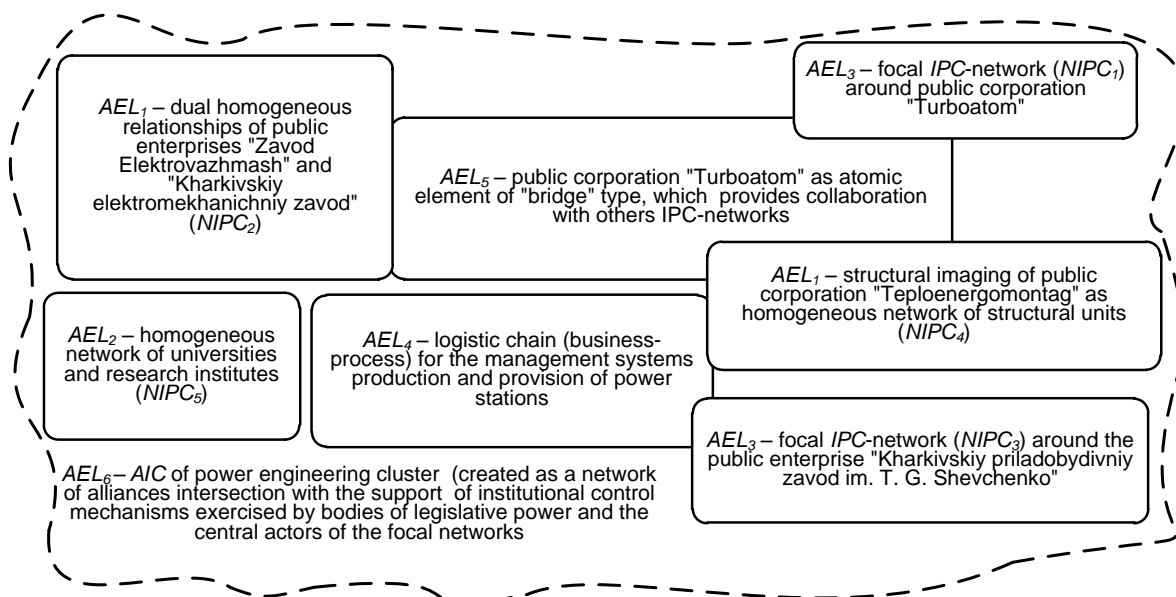 AEL1 – dual homogeneous
relationships of public
enterprises "Zavod
Elektrovazhmash" and
"Kharkivskiy
elektromekhanichniy zavod"
(NIPC2)
AEL3 – focal IPC-network (NIPC1)
around public corporation
"Turboatom"
AEL5 – public corporation "Turboatom" as atomic
element of "bridge" type, which provides collaboration
with others IPC-networks
AEL1 – structural imaging of public
corporation "Teploenergomontag" as
homogeneous network of structural units
(NIPC4)
AEL2 – homogeneous
network of universities
and research institutes
(NIPC5)
AEL4 – logistic chain (business-
process) for the management systems
production and provision of power
stations
AEL3 – focal IPC-network (NIPC3) around the
public enterprise "Kharkivskiy priladobydivniy
zavod im. T. G. Shevchenko"
AEL6 – AIC of power engineering cluster (created as a network
of alliances intersection with the support of institutional control
mechanisms exercised by bodies of legislative power and the
central actors of the focal networks